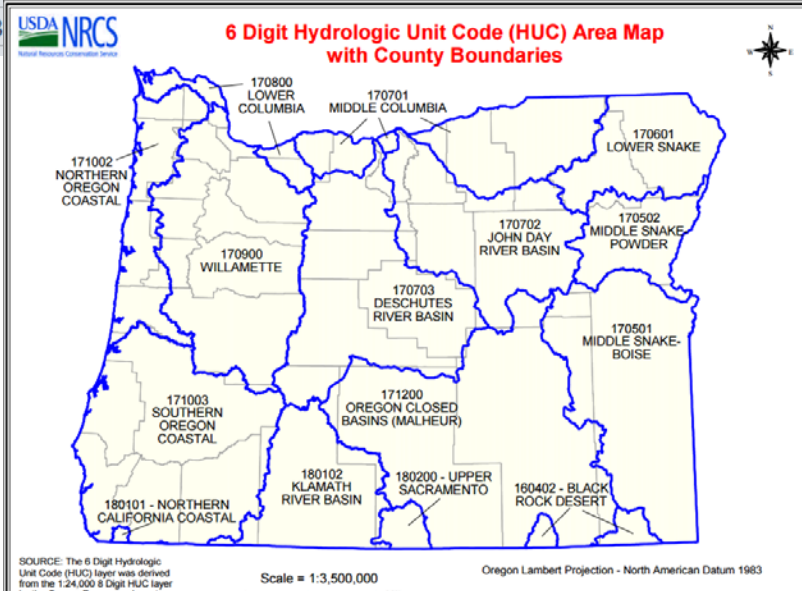 USDA NRCS
Natural Resources Conservation Service
6 Digit Hydrologic Unit Code (HUC) Area Map
with County Boundaries
N
W E
S
170800
LOWER
COLUMBIA
170701
MIDDLE COLUMBIA
170601
LOWER SNAKE
171002
NORTHERN
OREGON
COASTAL
170502
MIDDLE SNAKE
POWDER
170702
JOHN DAY
RIVER BASIN
170900
WILLAMETTE
170703
DESCHUTES
RIVER BASIN
170501
MIDDLE SNAKE-
BOISE
171003
SOUTHERN
OREGON
COASTAL
171200
OREGON CLOSED
BASINS (MALHEUR)
180102
KLAMATH
RIVER BASIN
180200 - UPPER
SACRAMENTO
160402 - BLACK
ROCK DESERT
180101 - NORTHERN
CALIFORNIA COASTAL
SOURCE: The 6 Digit Hydrologic
Unit Code (HUC) layer was derived
from the 1:24,000 8 Digit HUC layer
Scale = 1:3,500,000
Oregon Lambert Projection - North American Datum 1983